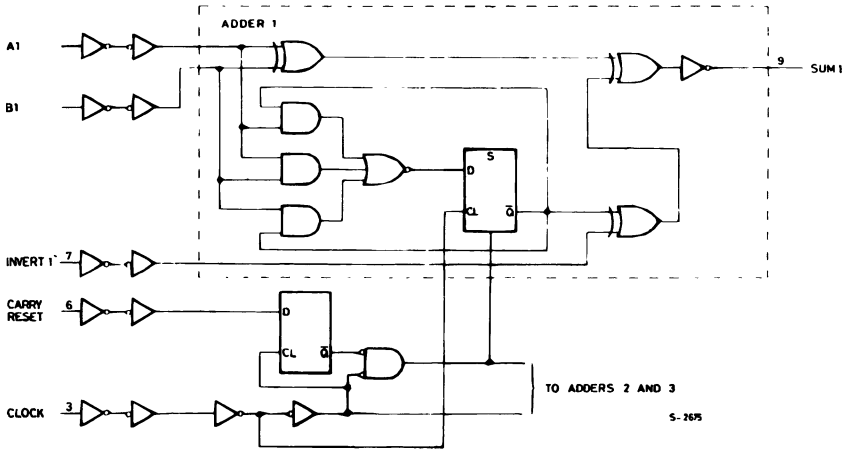 ADDER 1
A1
9
SUM 1
B1
S
D
CL
Q̅
INVERT 1
7
CARRY
RESET
6
D
CL
Q̅
TO ADDERS 2 AND 3
CLOCK
3
S-2675